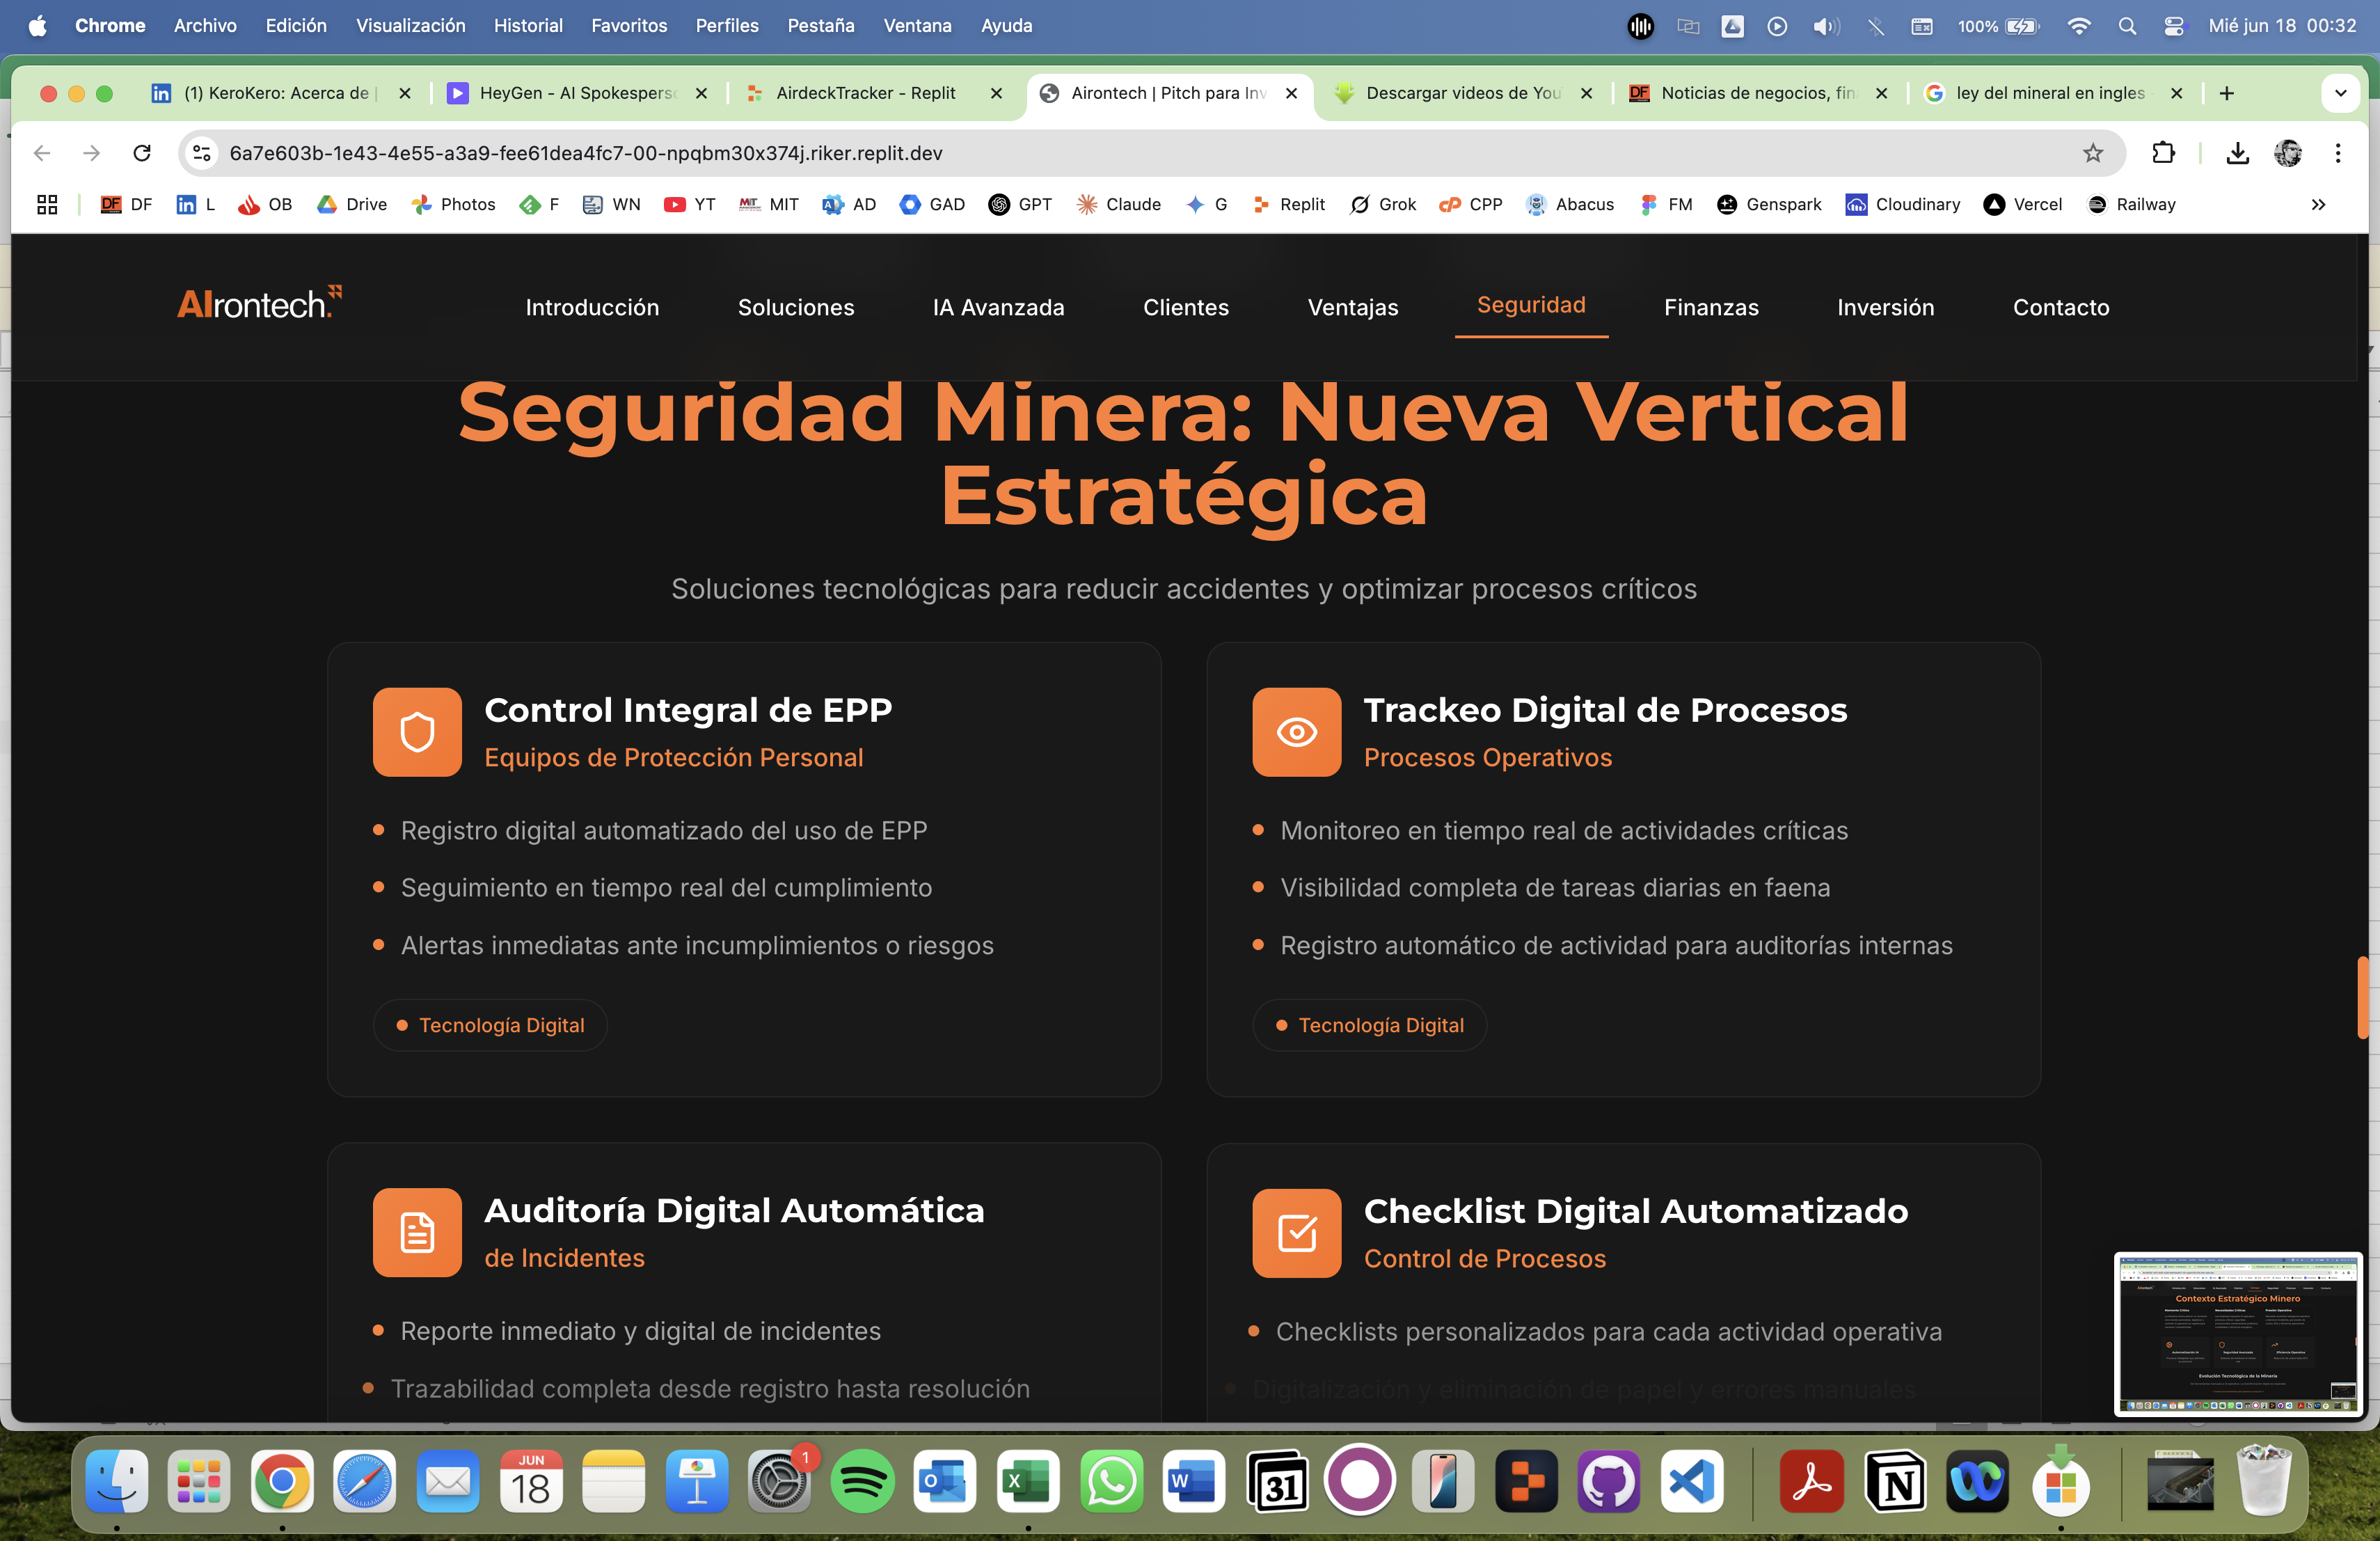 Chrome Archivo Edición Visualización Historial Favoritos Perfiles Pestaña Ventana Ayuda 100% Mié jun 18 00:32
(1) KeroKero: Acerca de | HeyGen - AI Spokespers AirdeckTracker - Replit Airontech | Pitch para Inv Descargar videos de You Noticias de negocios, fin ley del mineral en ingles
6a7e603b-1e43-4e55-a3a9-fee61dea4fc7-00-npqbm30x374j.riker.replit.dev
DF DF L OB Drive Photos F WN YT MIT AD GAD GPT Claude G Replit Grok CPP Abacus FM Genspark Cloudinary Vercel Railway
AIrontech. Introducción Soluciones IA Avanzada Clientes Ventajas Seguridad Finanzas Inversión Contacto
Seguridad Minera: Nueva Vertical
Estratégica
Soluciones tecnológicas para reducir accidentes y optimizar procesos críticos
Control Integral de EPP
Equipos de Protección Personal
Registro digital automatizado del uso de EPP
Seguimiento en tiempo real del cumplimiento
Alertas inmediatas ante incumplimientos o riesgos
Tecnología Digital
Trackeo Digital de Procesos
Procesos Operativos
Monitoreo en tiempo real de actividades críticas
Visibilidad completa de tareas diarias en faena
Registro automático de actividad para auditorías internas
Tecnología Digital
Auditoría Digital Automática
de Incidentes
Reporte inmediato y digital de incidentes
Trazabilidad completa desde registro hasta resolución
Checklist Digital Automatizado
Control de Procesos
Checklists personalizados para cada actividad operativa
Digitalización y eliminación de papel y errores manuales
Contexto Estratégico Minero
Evolución Tecnológica de la Minería
JUN
18
1
31